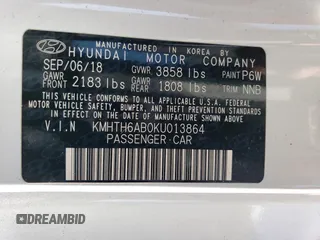 MANUFACTURED IN KOREA BY
HYUNDAI MOTOR COMPANY
SEP/06/18 GVWR 3858 lbs PAINT P6W
GAWR FRONT 2183 lbs GAWR REAR 1808 lbs TRIM NNB
THIS VEHICLE CONFORMS TO ALL APPLICABLE U.S. FEDERAL MOTOR VEHICLE SAFETY, BUMPER, AND THEFT PREVENTION STANDARDS IN EFFECT ON THE DATE OF MANUFACTURE SHOWN ABOVE.
V.I.N KMHTH6AB0KU013864
PASSENGER CAR
© DREAMBID
DREAMBID.COM